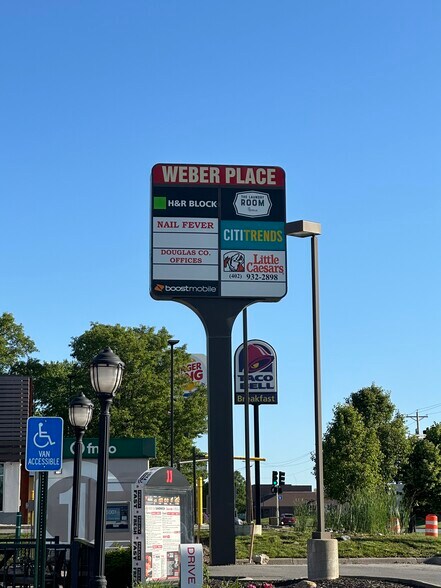 WEBER PLACE
H&R BLOCK
THE LAUNDRY
ROOM
NAIL FEVER
CITITRENDS
DOUGLAS CO.
OFFICES
Little
Caesars
(402) 932-2898
boostmobile
TACO
BELL
Breakfast
VAN
ACCESSIBLE
DRIVE